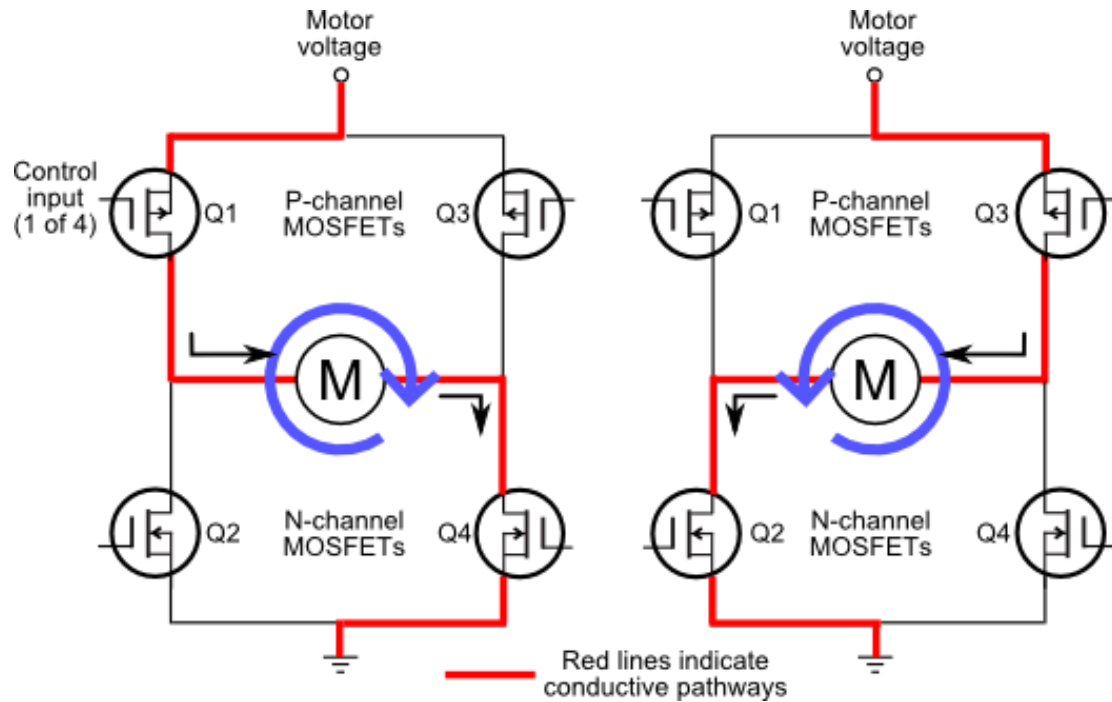 Motor
voltage
Motor
voltage
Control
input
(1 of 4)
Q1
P-channel
MOSFETs
Q3
Q1
P-channel
MOSFETs
Q3
M
M
Q2
N-channel
MOSFETs
Q4
Q2
N-channel
MOSFETs
Q4
Red lines indicate
conductive pathways